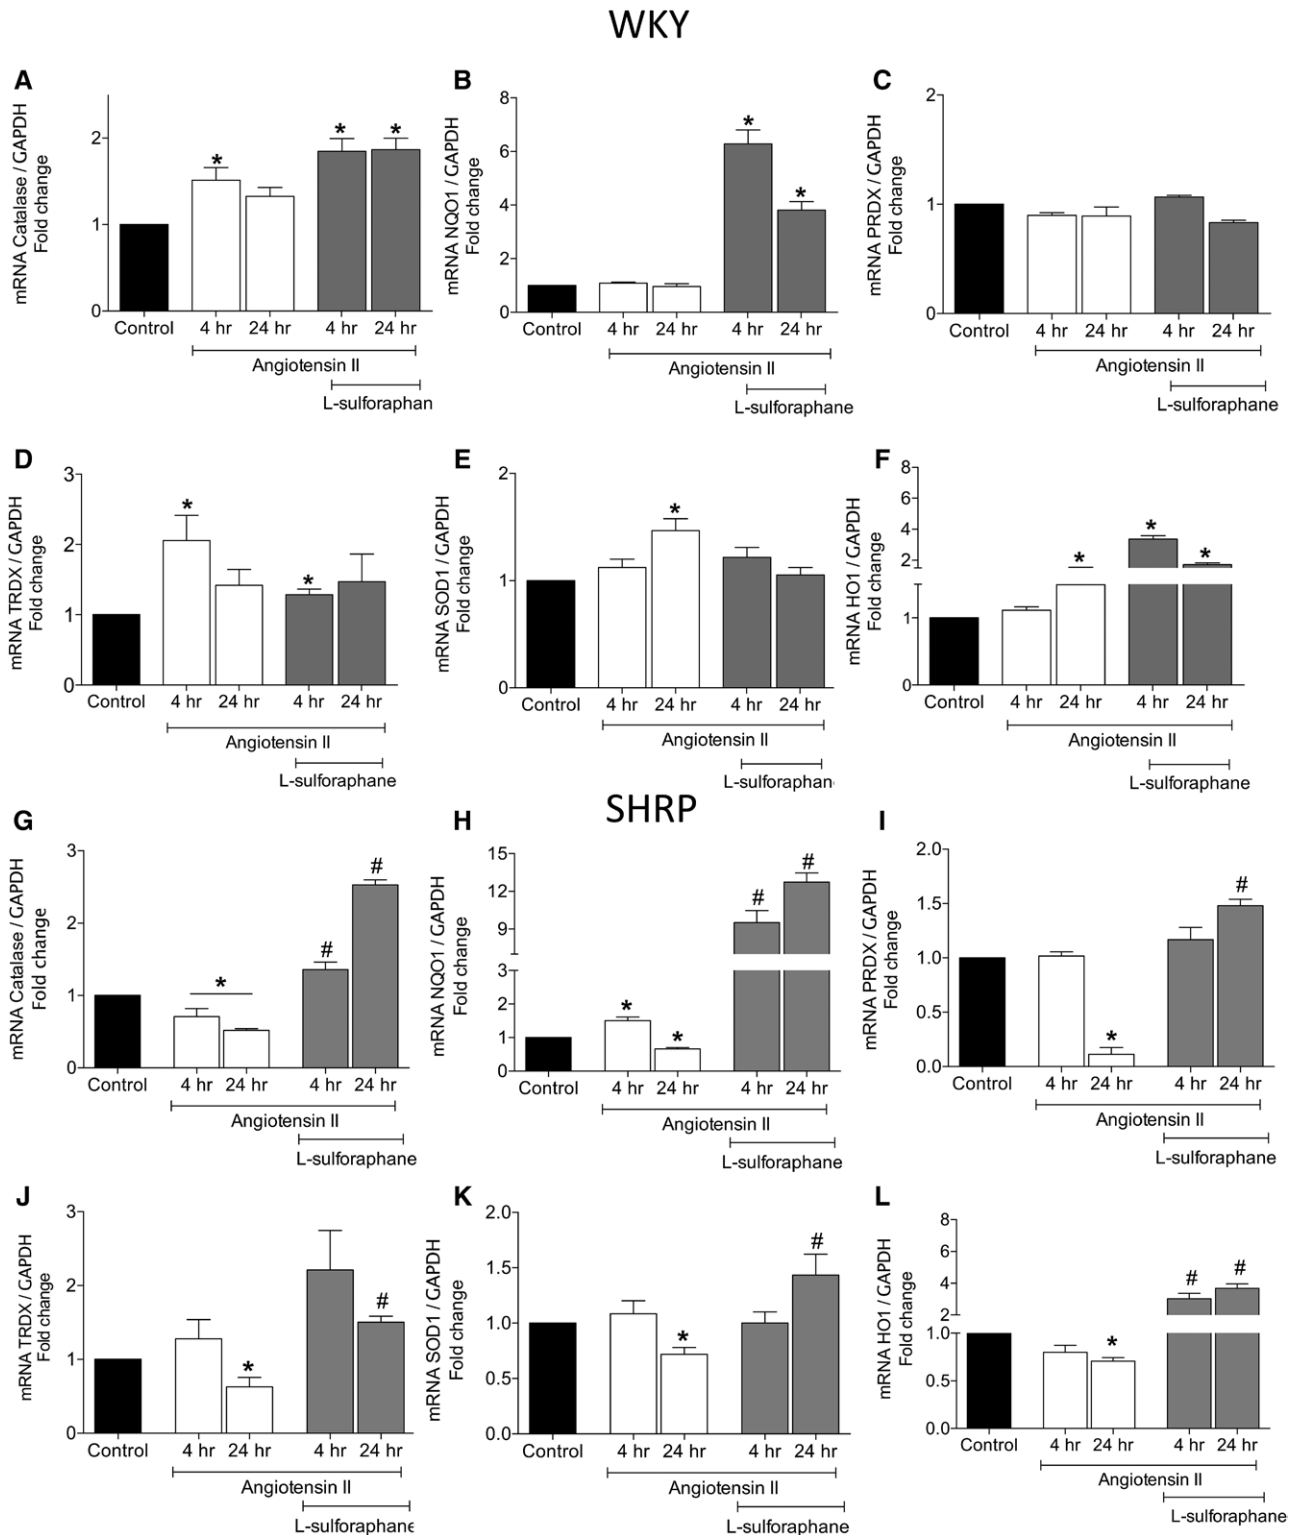 WKY
A
mRNA Catalase / GAPDH
Fold change
2
1
0
*
*
*
Control 4 hr 24 hr 4 hr 24 hr
Angiotensin II
L-sulforaphan
B
mRNA NQO1 / GAPDH
Fold change
8
6
4
2
0
*
*
Control 4 hr 24 hr 4 hr 24 hr
Angiotensin II
L-sulforaphane
C
mRNA PRDX / GAPDH
Fold change
2
1
0
Control 4 hr 24 hr 4 hr 24 hr
Angiotensin II
L-sulforaphane
D
mRNA TRDX / GAPDH
Fold change
3
2
1
0
*
*
Control 4 hr 24 hr 4 hr 24 hr
Angiotensin II
L-sulforaphane
E
mRNA SOD1 / GAPDH
Fold change
2
1
0
*
Control 4 hr 24 hr 4 hr 24 hr
Angiotensin II
L-sulforaphan
F
mRNA HO1 / GAPDH
Fold change
8
6
4
2
1
0
*
*
*
Control 4 hr 24 hr 4 hr 24 hr
Angiotensin II
L-sulforaphane
SHRP
G
mRNA Catalase / GAPDH
Fold change
3
2
1
0
*
#
#
Control 4 hr 24 hr 4 hr 24 hr
Angiotensin II
L-sulforaphane
H
mRNA NQO1 / GAPDH
Fold change
15
12
9
3
2
1
0
*
*
#
#
Control 4 hr 24 hr 4 hr 24 hr
Angiotensin II
L-sulforaphane
I
mRNA PRDX / GAPDH
Fold change
2.0
1.5
1.0
0.5
0.0
*
#
Control 4 hr 24 hr 4 hr 24 hr
Angiotensin II
L-sulforaphane
J
mRNA TRDX / GAPDH
Fold change
3
2
1
0
*
#
Control 4 hr 24 hr 4 hr 24 hr
Angiotensin II
L-sulforaphane
K
mRNA SOD1 / GAPDH
Fold change
2.0
1.5
1.0
0.5
0.0
*
#
Control 4 hr 24 hr 4 hr 24 hr
Angiotensin II
L-sulforaphane
L
mRNA HO1 / GAPDH
Fold change
8
6
4
2
1.0
0.5
0.0
*
#
#
Control 4 hr 24 hr 4 hr 24 hr
Angiotensin II
L-sulforaphane